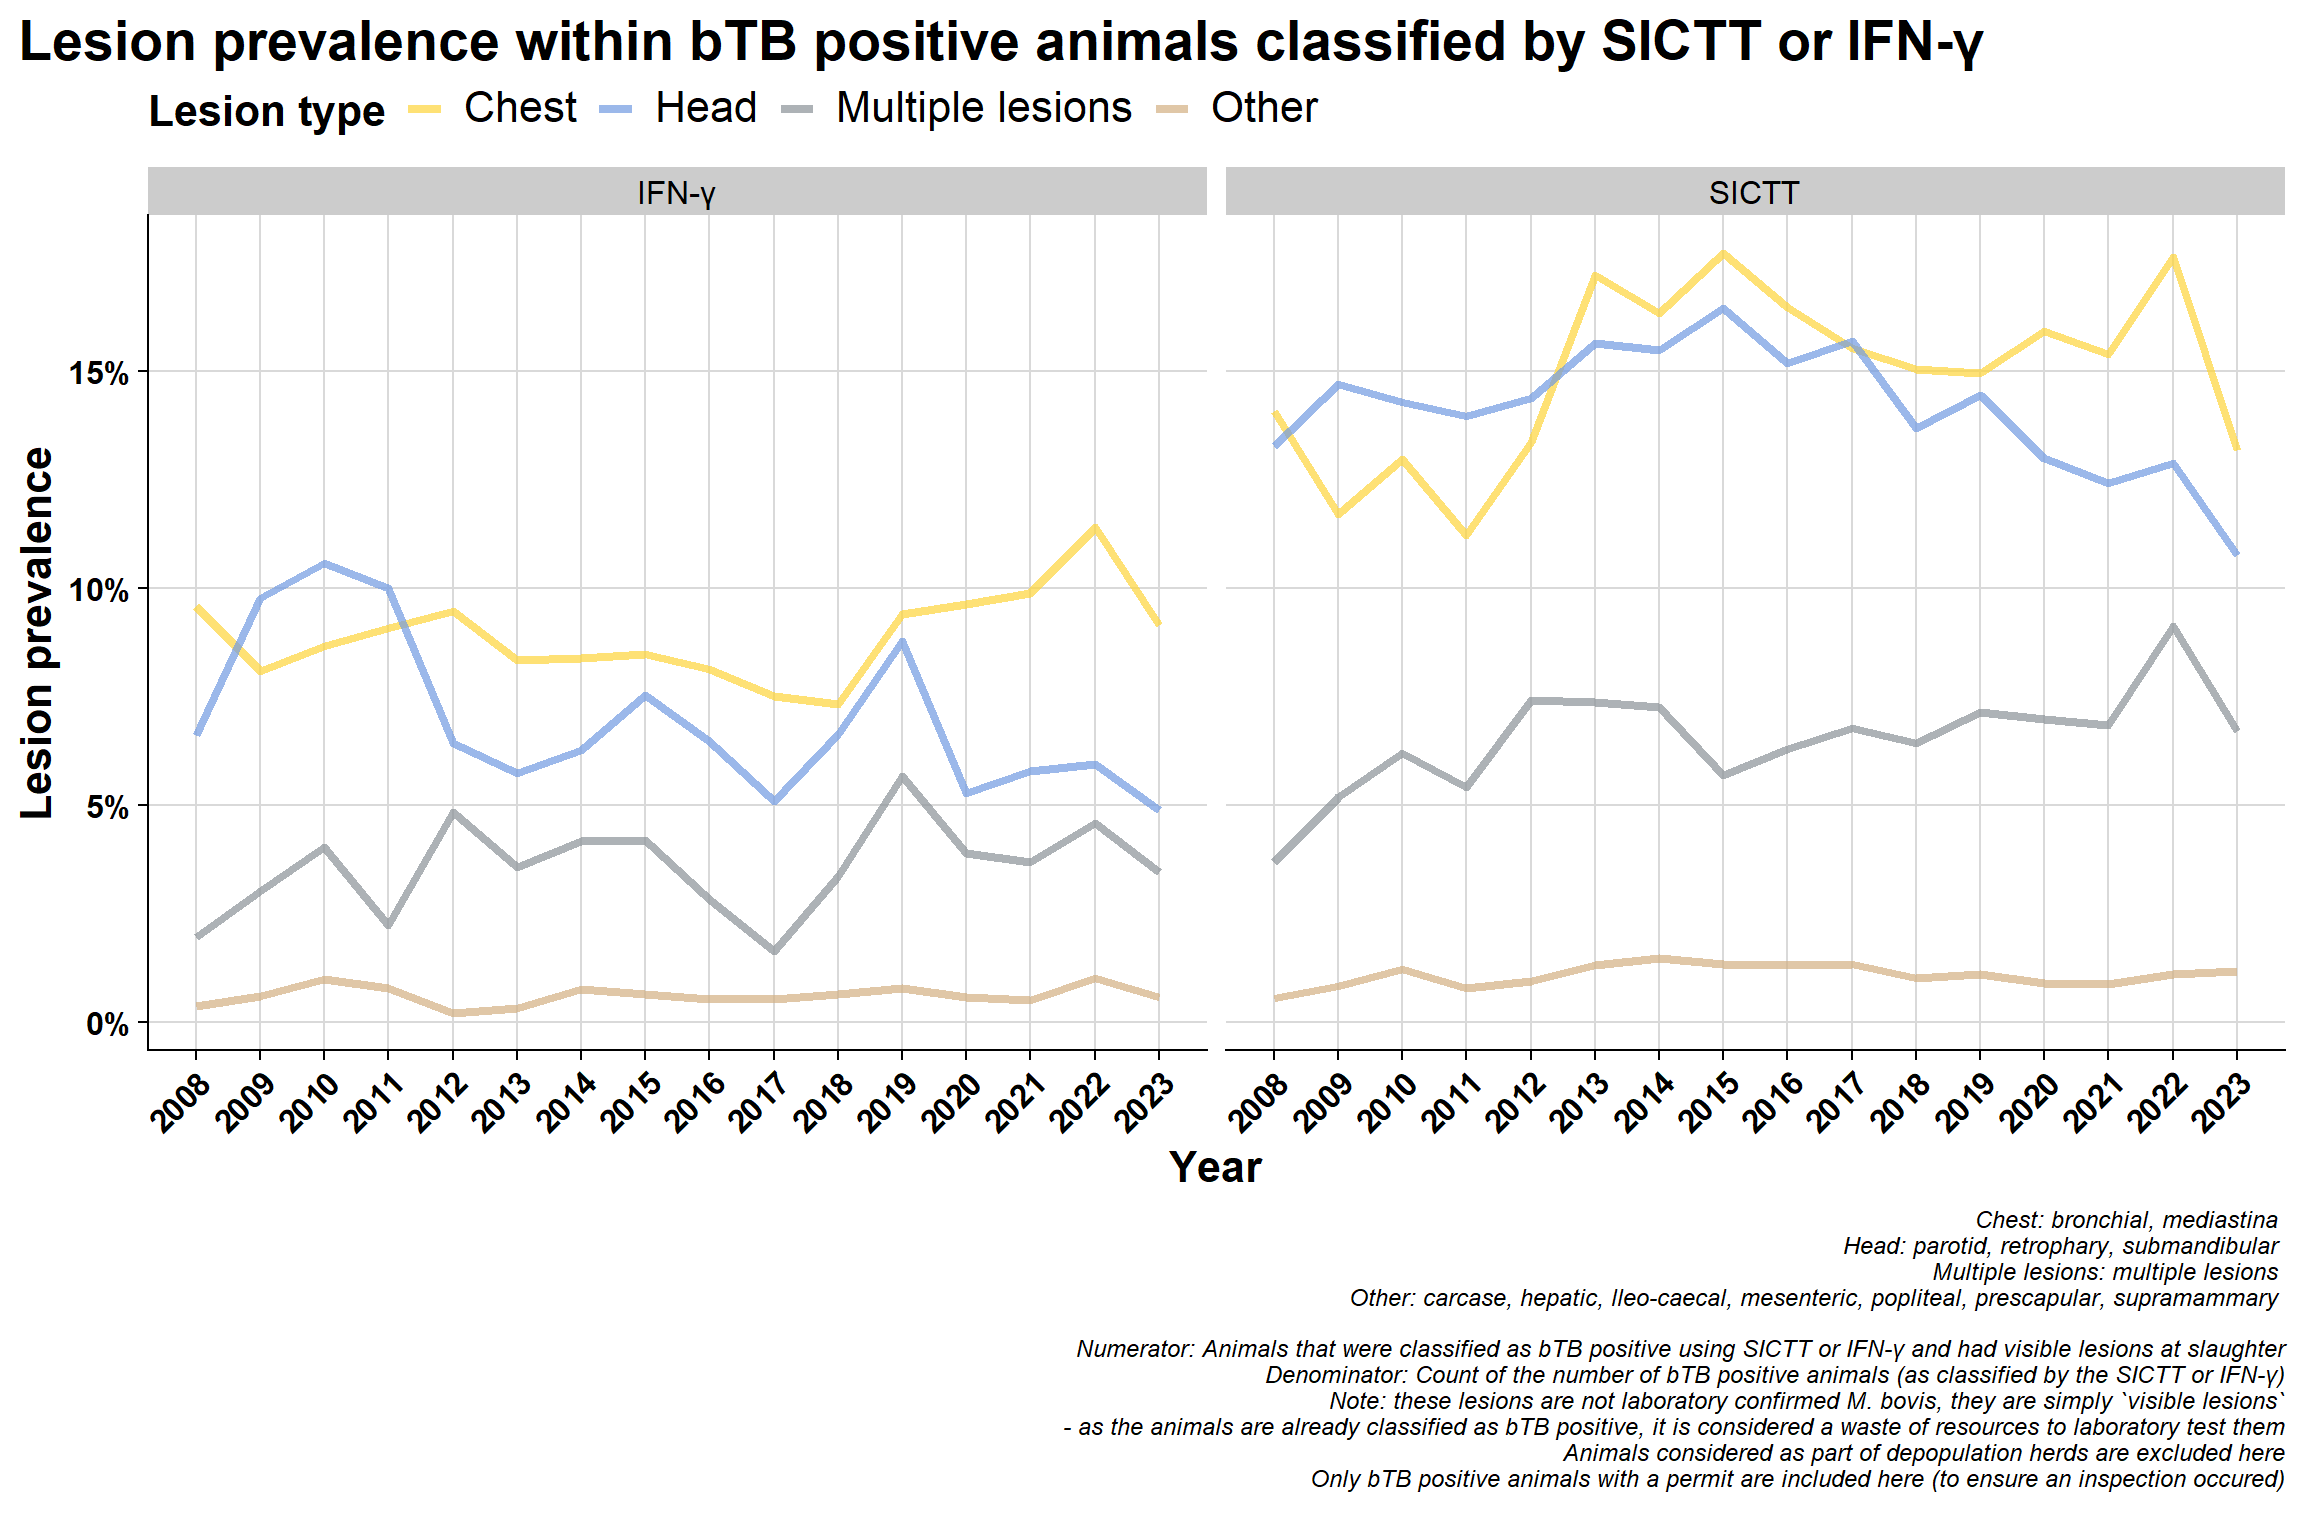 Lesion prevalence within bTB positive animals classified by SICTT or IFN-γ
Lesion type Chest Head Multiple lesions Other
IFN-γ SICTT
Lesion prevalence
15%
10%
5%
0%
2008 2009 2010 2011 2012 2013 2014 2015 2016 2017 2018 2019 2020 2021 2022 2023
2008 2009 2010 2011 2012 2013 2014 2015 2016 2017 2018 2019 2020 2021 2022 2023
Year
Chest: bronchial, mediastina
Head: parotid, retrophary, submandibular
Multiple lesions: multiple lesions
Other: carcase, hepatic, Ileo-caecal, mesenteric, popliteal, prescapular, supramammary
Numerator: Animals that were classified as bTB positive using SICTT or IFN-γ and had visible lesions at slaughter
Denominator: Count of the number of bTB positive animals (as classified by the SICTT or IFN-γ)
Note: these lesions are not laboratory confirmed M. bovis, they are simply `visible lesions`
- as the animals are already classified as bTB positive, it is considered a waste of resources to laboratory test them
Animals considered as part of depopulation herds are excluded here
Only bTB positive animals with a permit are included here (to ensure an inspection occured)